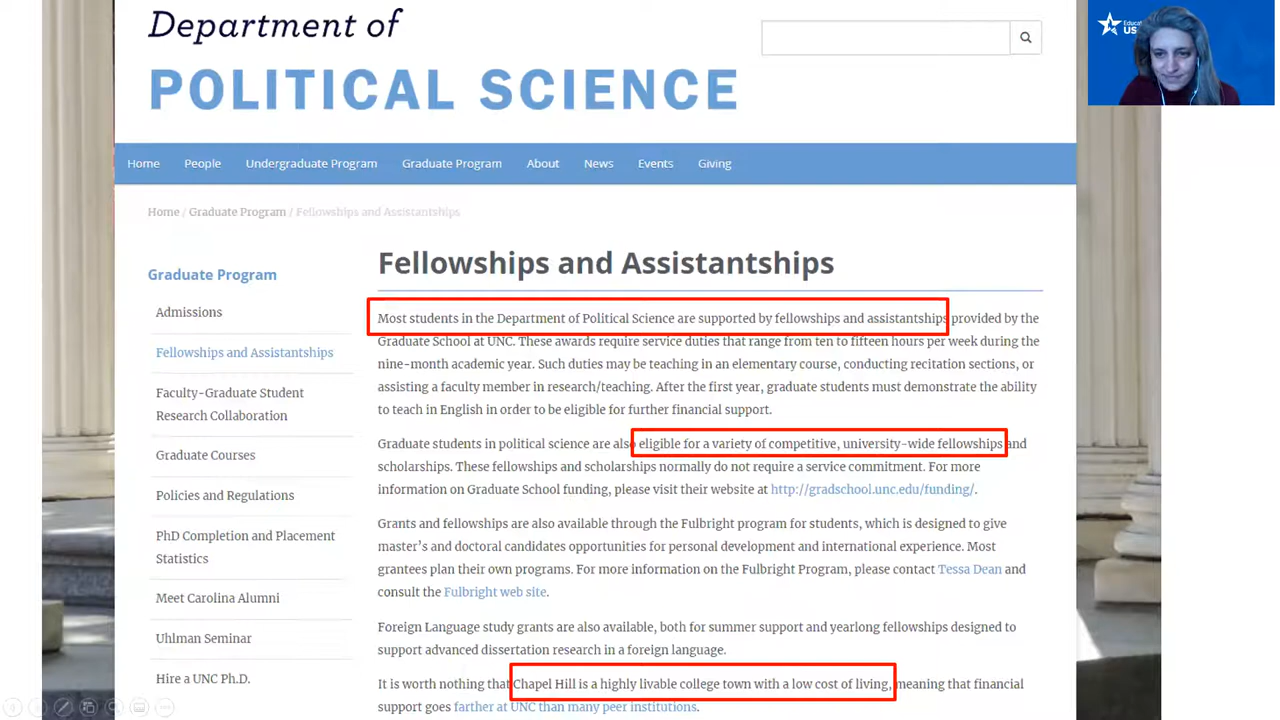 Department of
POLITICAL SCIENCE
US
Home People Undergraduate Program Graduate Program About News Events Giving
Home / Graduate Program / Fellowships and Assistantships
Graduate Program
Admissions
Fellowships and Assistantships
Faculty-Graduate Student
Research Collaboration
Graduate Courses
Policies and Regulations
PhD Completion and Placement
Statistics
Meet Carolina Alumni
Uhlman Seminar
Hire a UNC Ph.D.
Fellowships and Assistantships
Most students in the Department of Political Science are supported by fellowships and assistantships provided by the
Graduate School at UNC. These awards require service duties that range from ten to fifteen hours per week during the
nine-month academic year. Such duties may be teaching in an elementary course, conducting recitation sections, or
assisting a faculty member in research/teaching. After the first year, graduate students must demonstrate the ability
to teach in English in order to be eligible for further financial support.
Graduate students in political science are also eligible for a variety of competitive, university-wide fellowships and
scholarships. These fellowships and scholarships normally do not require a service commitment. For more
information on Graduate School funding, please visit their website at http://gradschool.unc.edu/funding/.
Grants and fellowships are also available through the Fulbright program for students, which is designed to give
master's and doctoral candidates opportunities for personal development and international experience. Most
grantees plan their own programs. For more information on the Fulbright Program, please contact Tessa Dean and
consult the Fulbright web site.
Foreign Language study grants are also available, both for summer support and yearlong fellowships designed to
support advanced dissertation research in a foreign language.
It is worth nothing that Chapel Hill is a highly livable college town with a low cost of living, meaning that financial
support goes farther at UNC than many peer institutions.